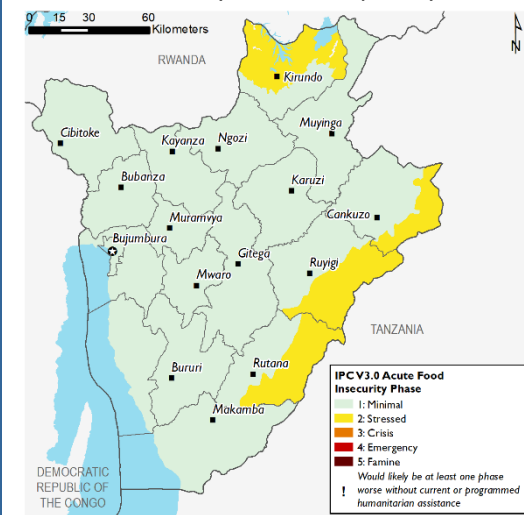 0 15 30 60
Kilometers
N
RWANDA
Kirundo
Cibitoke
Kayanza
Ngozi
Muyinga
Bubanza
Karuzi
Muramvya
Cankuzo
Bujumbura
Gitega
Mwaro
Ruyigi
TANZANIA
Bururi
Rutana
Makamba
DEMOCRATIC
REPUBLIC OF
THE CONGO
IPC V3.0 Acute Food
Insecurity Phase
1: Minimal
2: Stressed
3: Crisis
4: Emergency
5: Famine
Would likely be at least one phase
! worse without current or programmed
humanitarian assistance